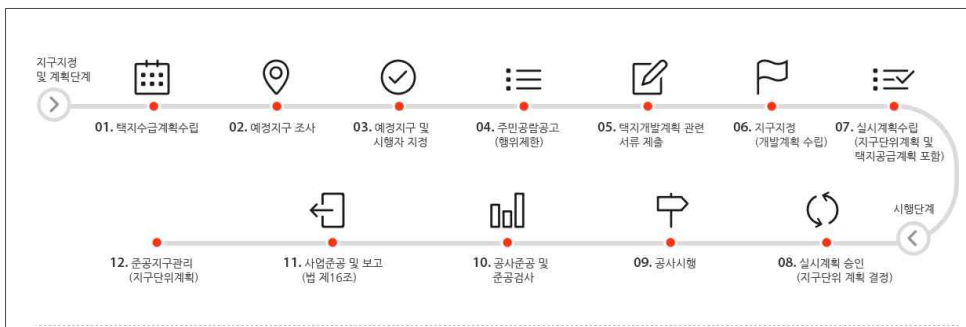 지구지정
및 계획단계
01. 택지수급계획수립
02. 예정지구 조사
03. 예정지구 및
시행자 지정
04. 주민공람공고
(행위제한)
05. 택지개발계획 관련
서류 제출
06. 지구지정
(개발계획 수립)
07. 실시계획수립
(지구단위계획 및
택지공급계획 포함)
시행단계
08. 실시계획 승인
(지구단위 계획 결정)
09. 공사시행
10. 공사준공 및
준공검사
11. 사업준공 및 보고
(법 제16조)
12. 준공지구관리
(지구단위계획)